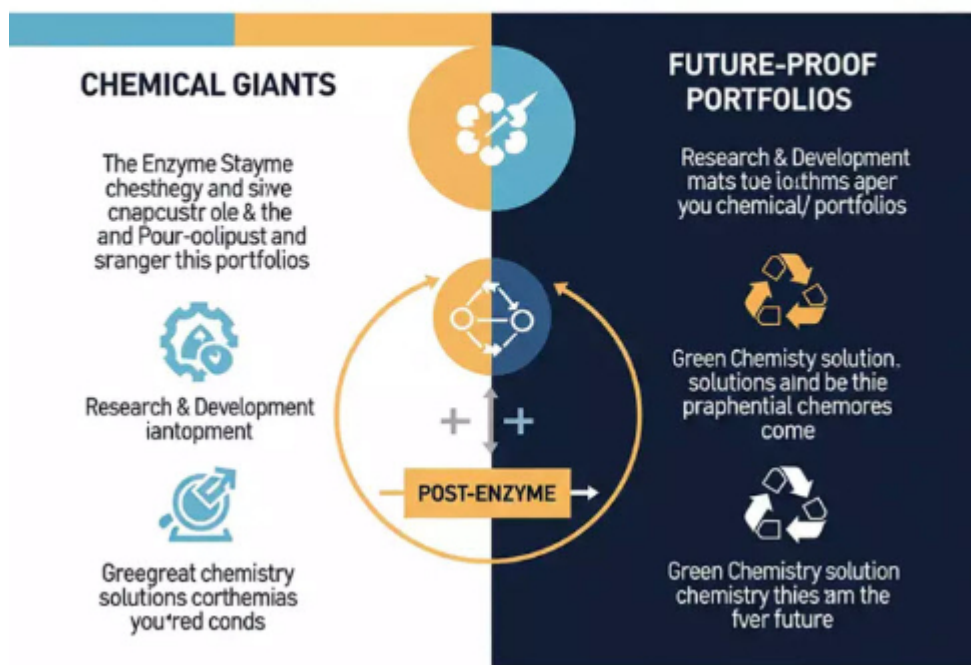 CHEMICAL GIANTS
The Enzyme Stayme
chesthegy and siwe
cnapcustr ole & the
and Pour-oolipust and
sranger this portfolios
Research & Development
iantopment
Greegreat chemistry
solutions corthemias
you'red conds
POST-ENZYME
FUTURE-PROOF
PORTFOLIOS
Research & Development
mats toe aper
you chemical/ portfolios
Green Chemisty solution.
solutions aind be thie
praphential chemores
come
Green Chemistry solution
chemistry thies am the
fver future